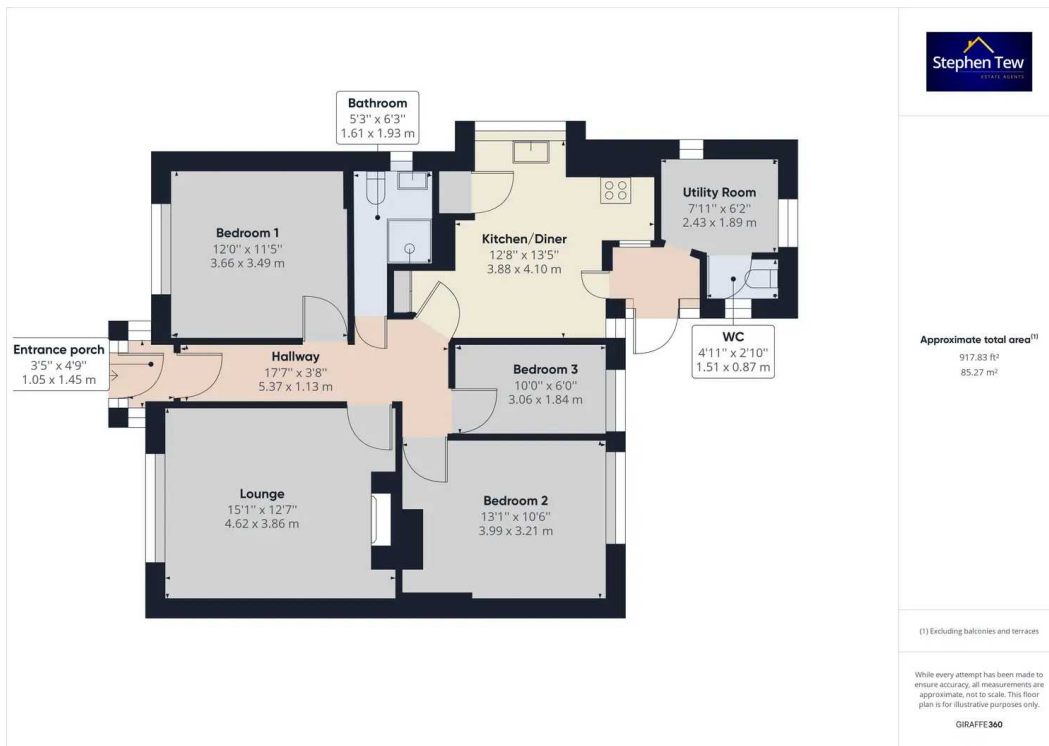 Stephen Tew
ESTATE AGENTS
Bathroom
5'3'' x 6'3''
1.61 x 1.93 m
Utility Room
7'11'' x 6'2''
2.43 x 1.89 m
Bedroom 1
12'0'' x 11'5''
3.66 x 3.49 m
Kitchen/Diner
12'8'' x 13'5''
3.88 x 4.10 m
WC
4'11'' x 2'10''
1.51 x 0.87 m
Entrance porch
3'5'' x 4'9''
1.05 x 1.45 m
Hallway
17'7'' x 3'8''
5.37 x 1.13 m
Bedroom 3
10'0'' x 6'0''
3.06 x 1.84 m
Lounge
15'1'' x 12'7''
4.62 x 3.86 m
Bedroom 2
13'1'' x 10'6''
3.99 x 3.21 m
Approximate total area(1)
917.83 ft²
85.27 m²
(1) Excluding balconies and terraces
While every attempt has been made to
ensure accuracy, all measurements are
approximate, not to scale. This floor
plan is for illustrative purposes only.
GIRAFFE360